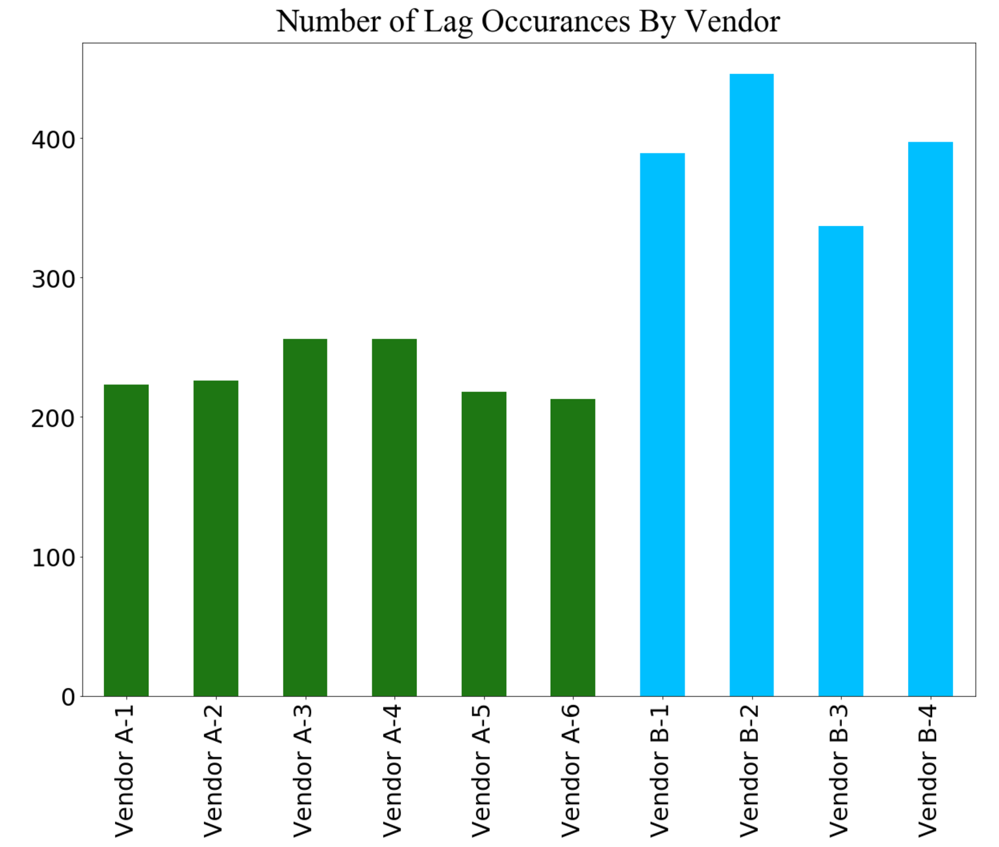 Number of Lag Occurances By Vendor
400
300
200
100
0
Vendor A-1
Vendor A-2
Vendor A-3
Vendor A-4
Vendor A-5
Vendor A-6
Vendor B-1
Vendor B-2
Vendor B-3
Vendor B-4